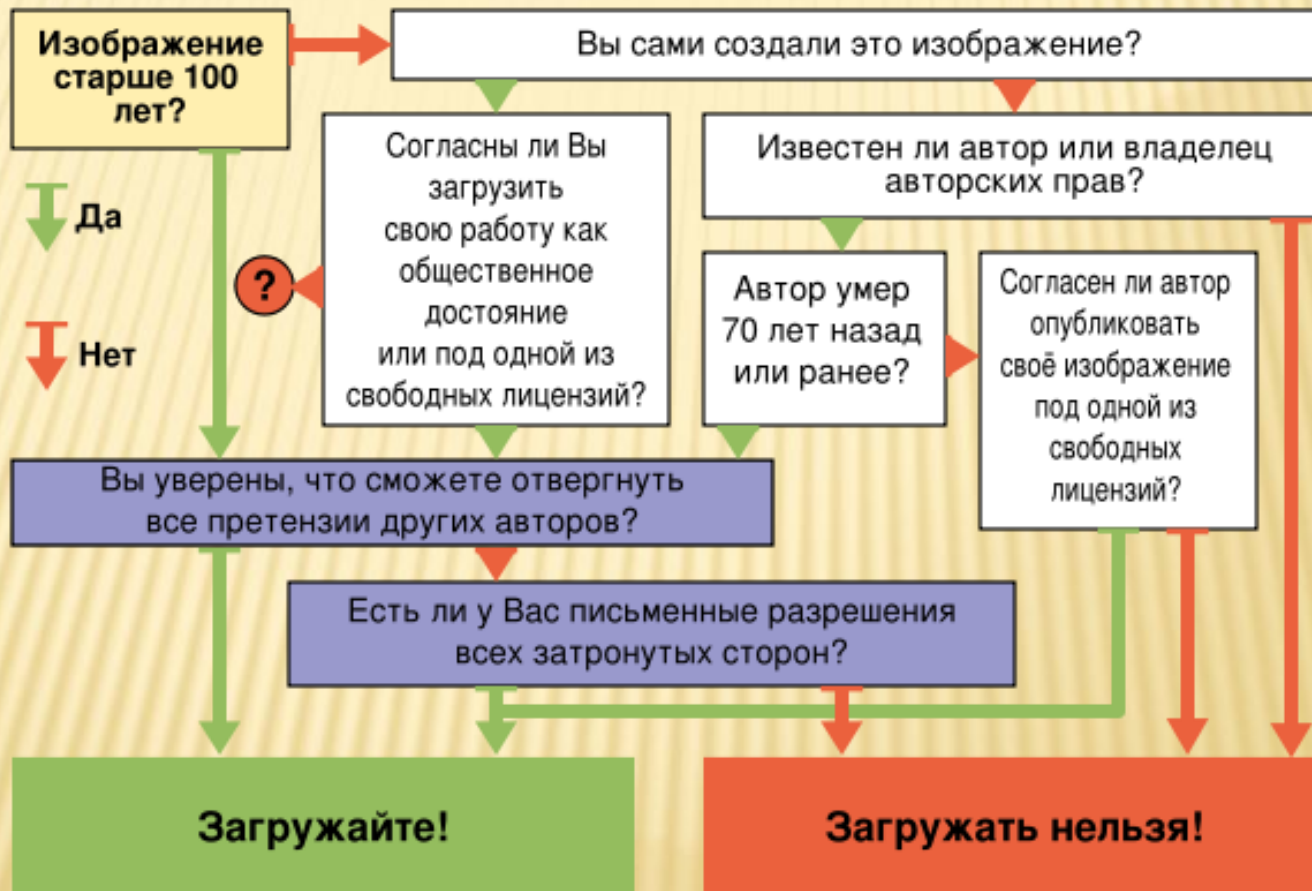 Изображение
старше 100
лет?
Вы сами создали это изображение?
Да
Нет
?
Согласны ли Вы
загрузить
свою работу как
общественное
достояние
или под одной из
свободных лицензий?
Известен ли автор или владелец
авторских прав?
Автор умер
70 лет назад
или ранее?
Согласен ли автор
опубликовать
своё изображение
под одной из
свободных
лицензий?
Вы уверены, что сможете отвергнуть
все претензии других авторов?
Есть ли у Вас письменные разрешения
всех затронутых сторон?
Загружайте!
Загружать нельзя!